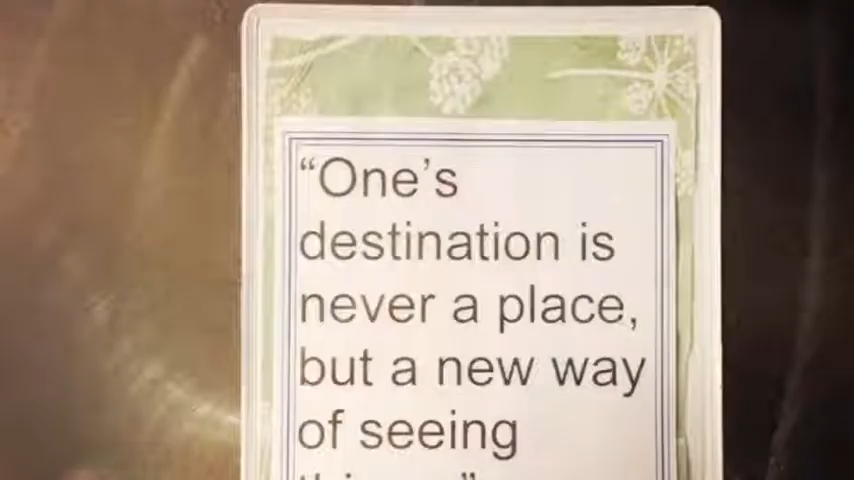 “One’s
destination is
never a place,
but a new way
of seeing